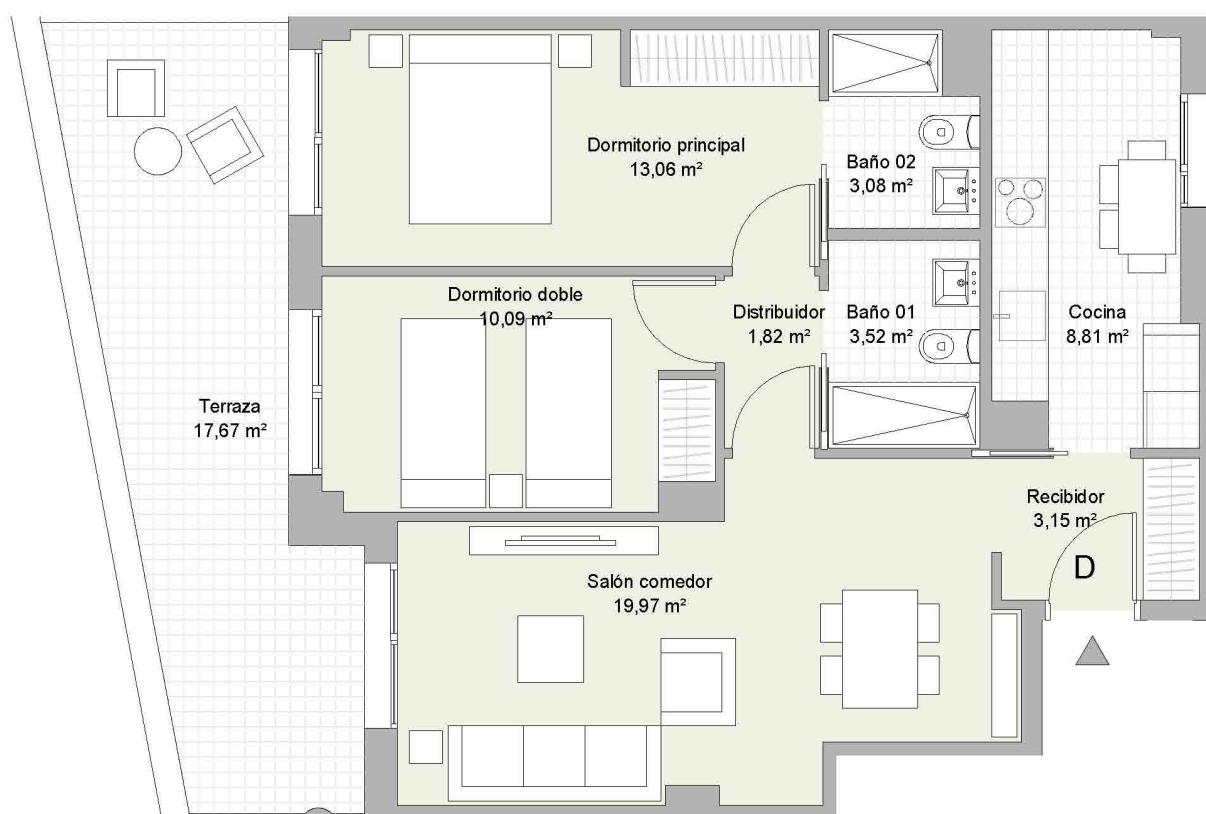 Dormitorio principal
13,06 m²
Baño 02
3,08 m²
Dormitorio doble
10,09 m²
Distribuidor
1,82 m²
Baño 01
3,52 m²
Cocina
8,81 m²
Terraza
17,67 m²
Recibidor
3,15 m²
D
Salón comedor
19,97 m²